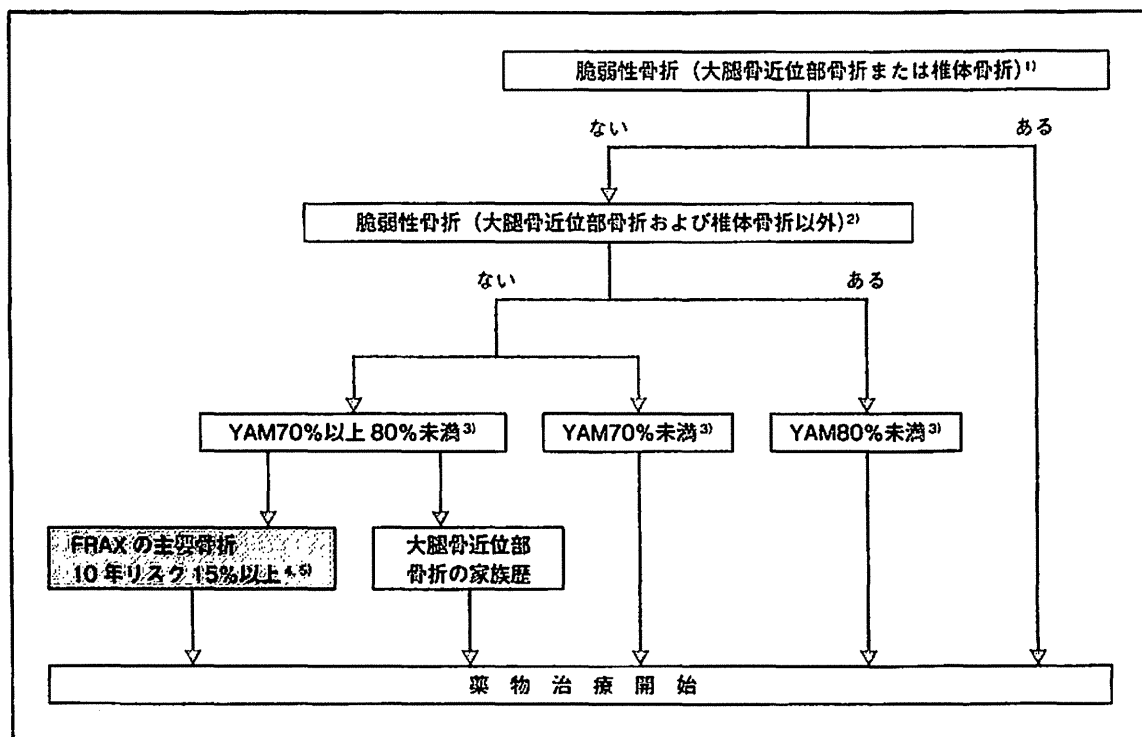 脆弱性骨折（大腿骨近位部骨折または椎体骨折）1)
ない
ある
脆弱性骨折（大腿骨近位部骨折および椎体骨折以外）2)
ない
ある
YAM70%以上80%未満3)
YAM70%未満3)
YAM80%未満3)
FRAXの主要骨折
10年リスク15%以上4, 5)
大腿骨近位部
骨折の家族歴
薬物治療開始